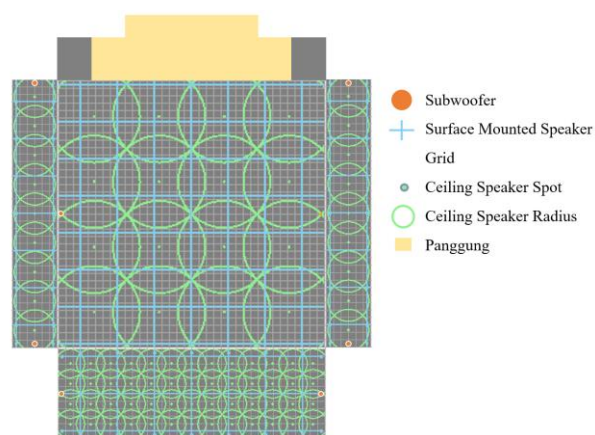 Subwoofer
Surface Mounted Speaker
Grid
Ceiling Speaker Spot
Ceiling Speaker Radius
Panggung